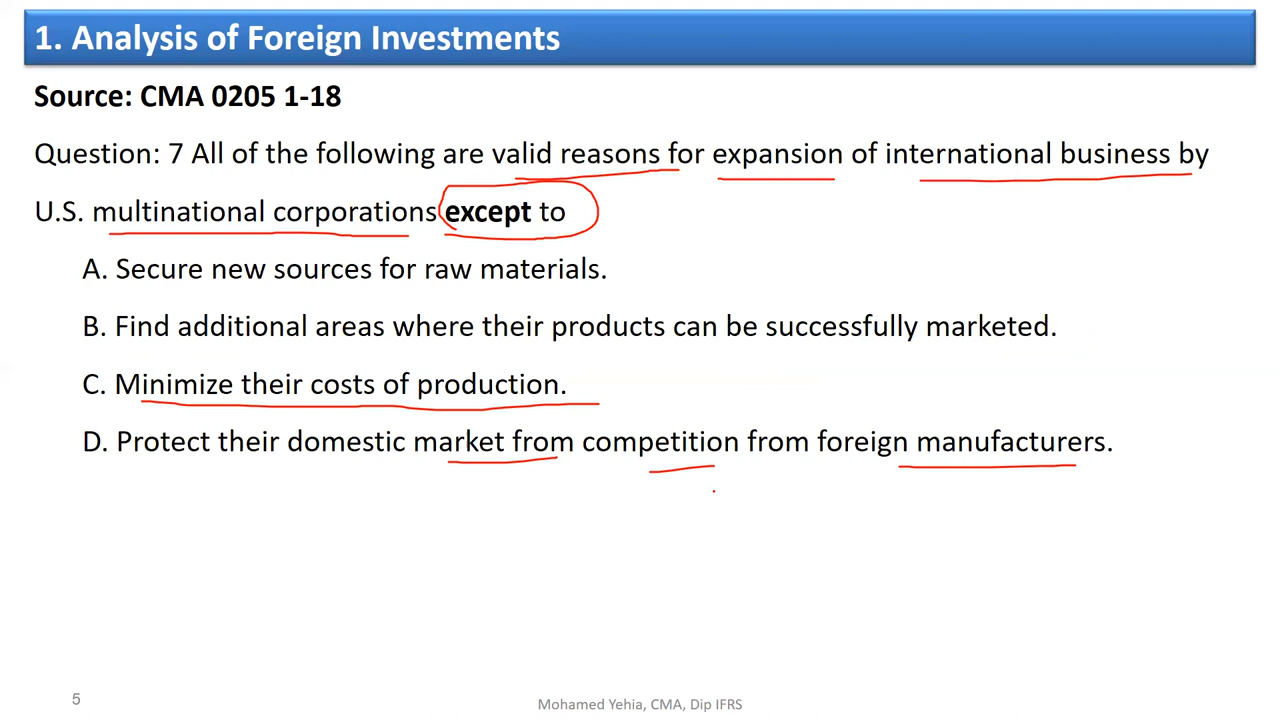 1. Analysis of Foreign Investments
Source: CMA 0205 1-18
Question: 7 All of the following are valid reasons for expansion of international business by
U.S. multinational corporations except to
A. Secure new sources for raw materials.
B. Find additional areas where their products can be successfully marketed.
C. Minimize their costs of production.
D. Protect their domestic market from competition from foreign manufacturers.
5
Mohamed Yehia, CMA, Dip IFRS